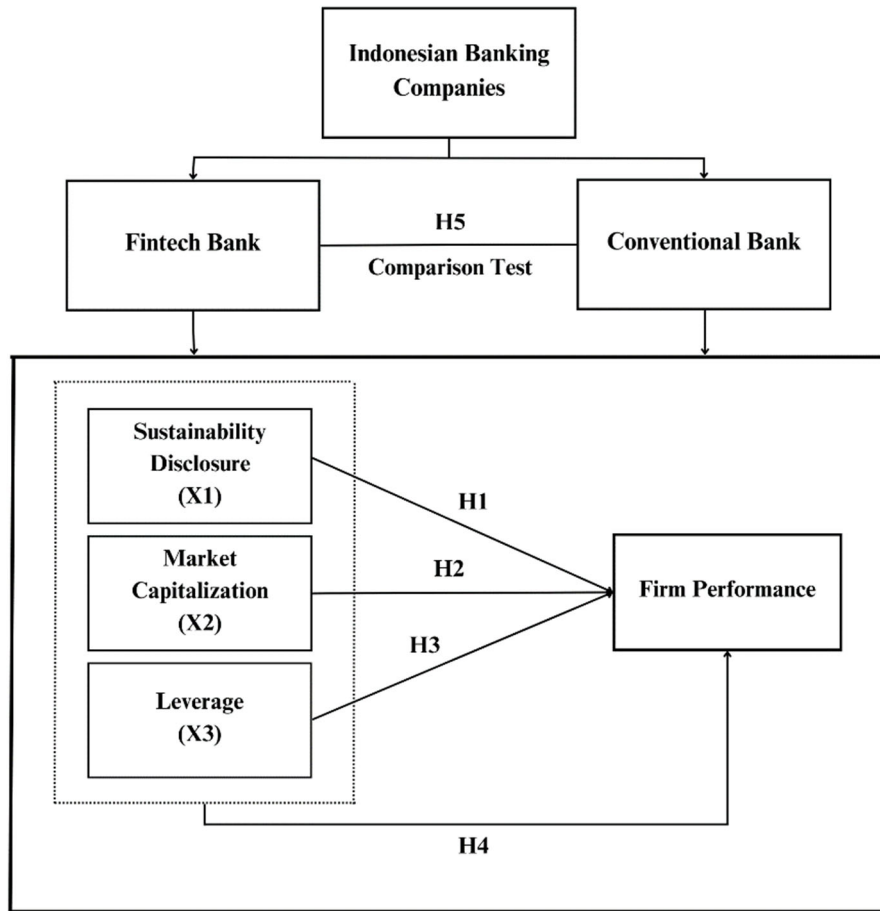 Indonesian Banking
Companies
Fintech Bank
H5
Comparison Test
Conventional Bank
Sustainability
Disclosure
(X1)
H1
Market
Capitalization
(X2)
H2
Firm Performance
H3
Leverage
(X3)
H4